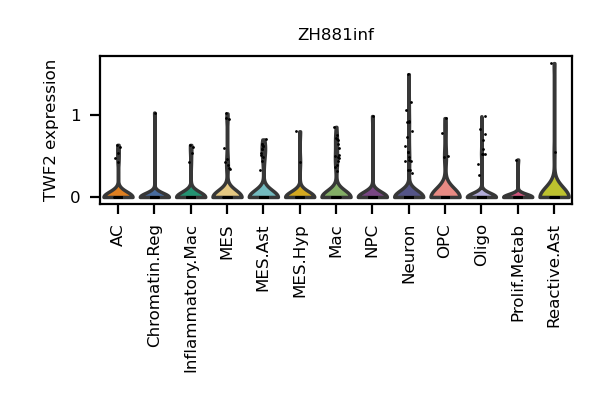 ZH881inf
TWF2 expression
1
0
AC
Chromatin.Reg
Inflammatory.Mac
MES
MES.Ast
MES.Hyp
Mac
NPC
Neuron
OPC
Oligo
Prolif.Metab
Reactive.Ast